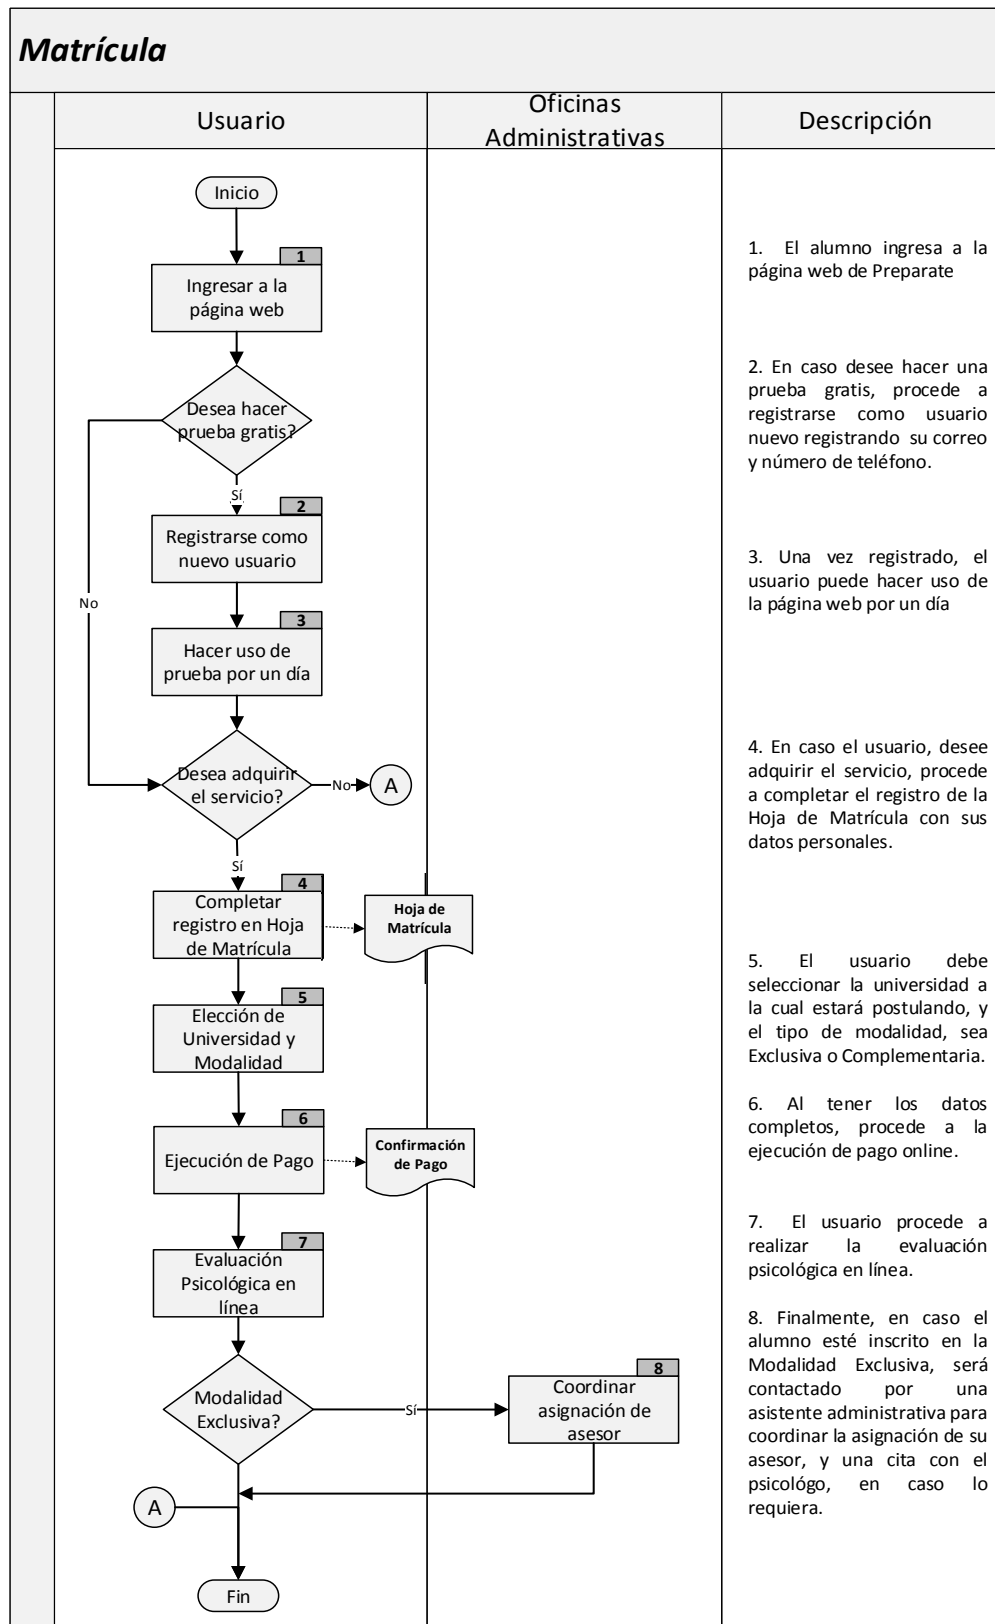 Matrícula
Usuario
Oficinas
Administrativas
Descripción
Inicio
1
Ingresar a la
página web
Desea hacer
prueba gratis?
Sí
2
Registrarse como
nuevo usuario
No
3
Hacer uso de
prueba por un día
Desea adquirir
el servicio?
No
A
Sí
4
Completar
registro en Hoja
de Matrícula
Hoja de
Matrícula
5
Elección de
Universidad y
Modalidad
6
Ejecución de Pago
Confirmación
de Pago
7
Evaluación
Psicológica en
línea
Modalidad
Exclusiva?
Sí
8
Coordinar
asignación de
asesor
A
Fin
1. El alumno ingresa a la
página web de Preparate
2. En caso desee hacer una
prueba gratis, procede a
registrarse como usuario
nuevo registrando su correo
y número de teléfono.
3. Una vez registrado, el
usuario puede hacer uso de
la página web por un día
4. En caso el usuario, desee
adquirir el servicio, procede
a completar el registro de la
Hoja de Matrícula con sus
datos personales.
5. El usuario debe
seleccionar la universidad a
la cual estará postulando, y
el tipo de modalidad, sea
Exclusiva o Complementaria.
6. Al tener los datos
completos, procede a la
ejecución de pago online.
7. El usuario procede a
realizar la evaluación
psicológica en línea.
8. Finalmente, en caso el
alumno esté inscrito en la
Modalidad Exclusiva, será
contactado por una
asistente administrativa para
coordinar la asignación de su
asesor, y una cita con el
psicológo, en caso lo
requiera.